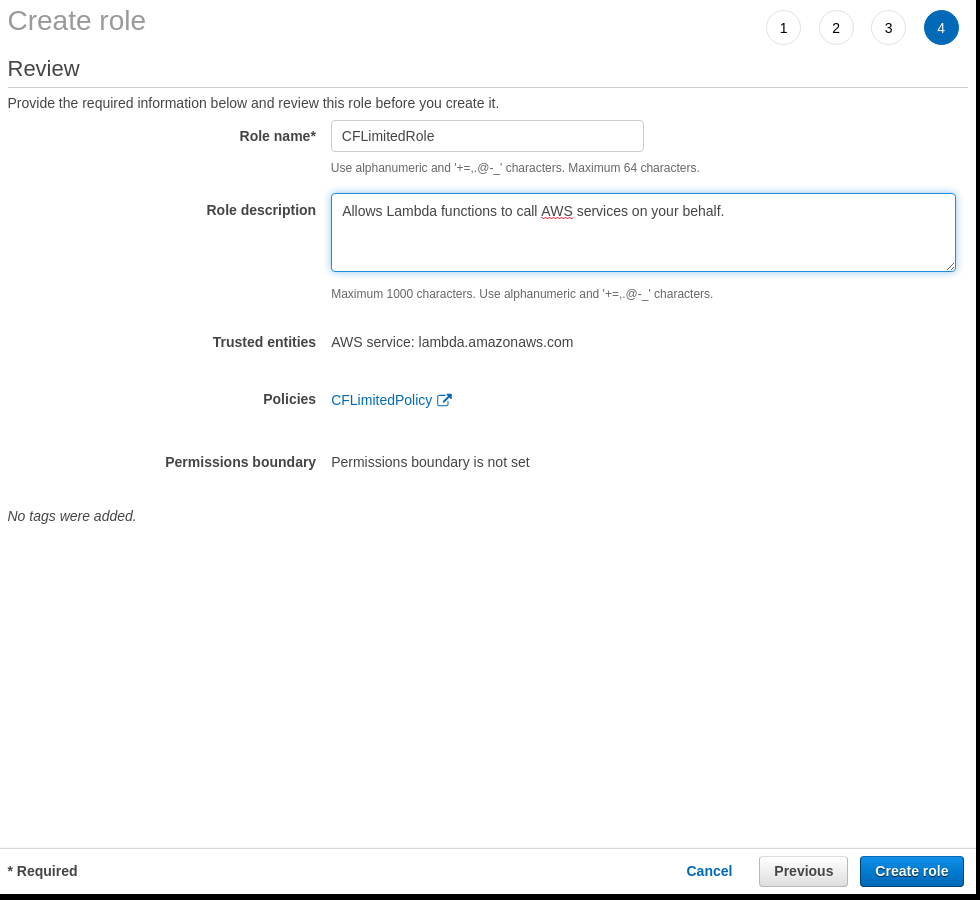 Create role
1 2 3 4
Review
Provide the required information below and review this role before you create it.
Role name* CFLimitedRole
Use alphanumeric and '+=,.@-_' characters. Maximum 64 characters.
Role description Allows Lambda functions to call AWS services on your behalf.
Maximum 1000 characters. Use alphanumeric and '+=,.@-_' characters.
Trusted entities AWS service: lambda.amazonaws.com
Policies CFLimitedPolicy
Permissions boundary Permissions boundary is not set
No tags were added.
* Required Cancel Previous Create role